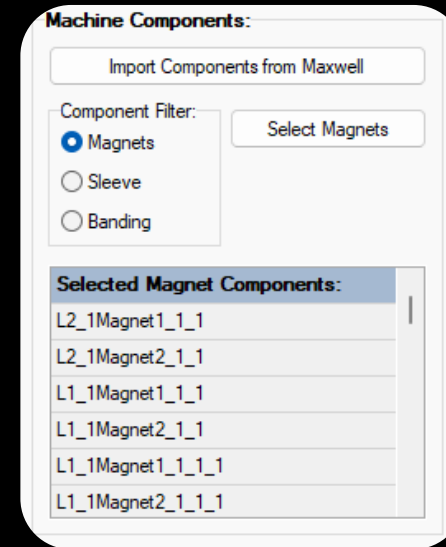 Machine Components:
Import Components from Maxwell
Component Filter:
Magnets
Select Magnets
Sleeve
Banding
Selected Magnet Components:
L2_1Magnet1_1_1
L2_1Magnet2_1_1
L1_1Magnet1_1_1
L1_1Magnet2_1_1
L1_1Magnet1_1_1_1
L1_1Magnet2_1_1_1